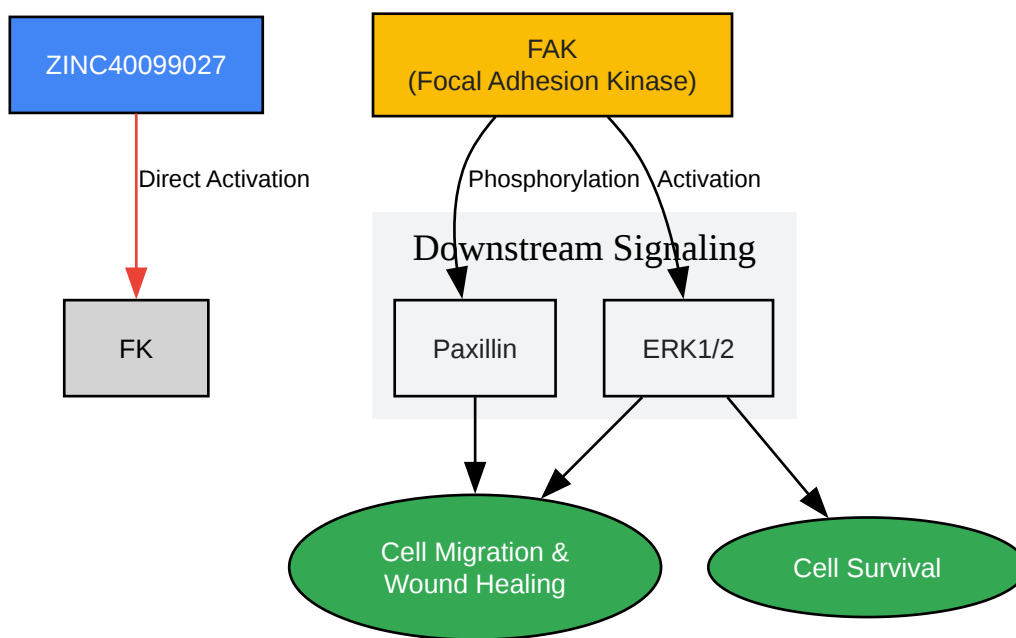 ZINC40099027
FAK
(Focal Adhesion Kinase)
Direct Activation
Phosphorylation
Activation
Downstream Signaling
FK
Paxillin
ERK1/2
Cell Migration &
Wound Healing
Cell Survival